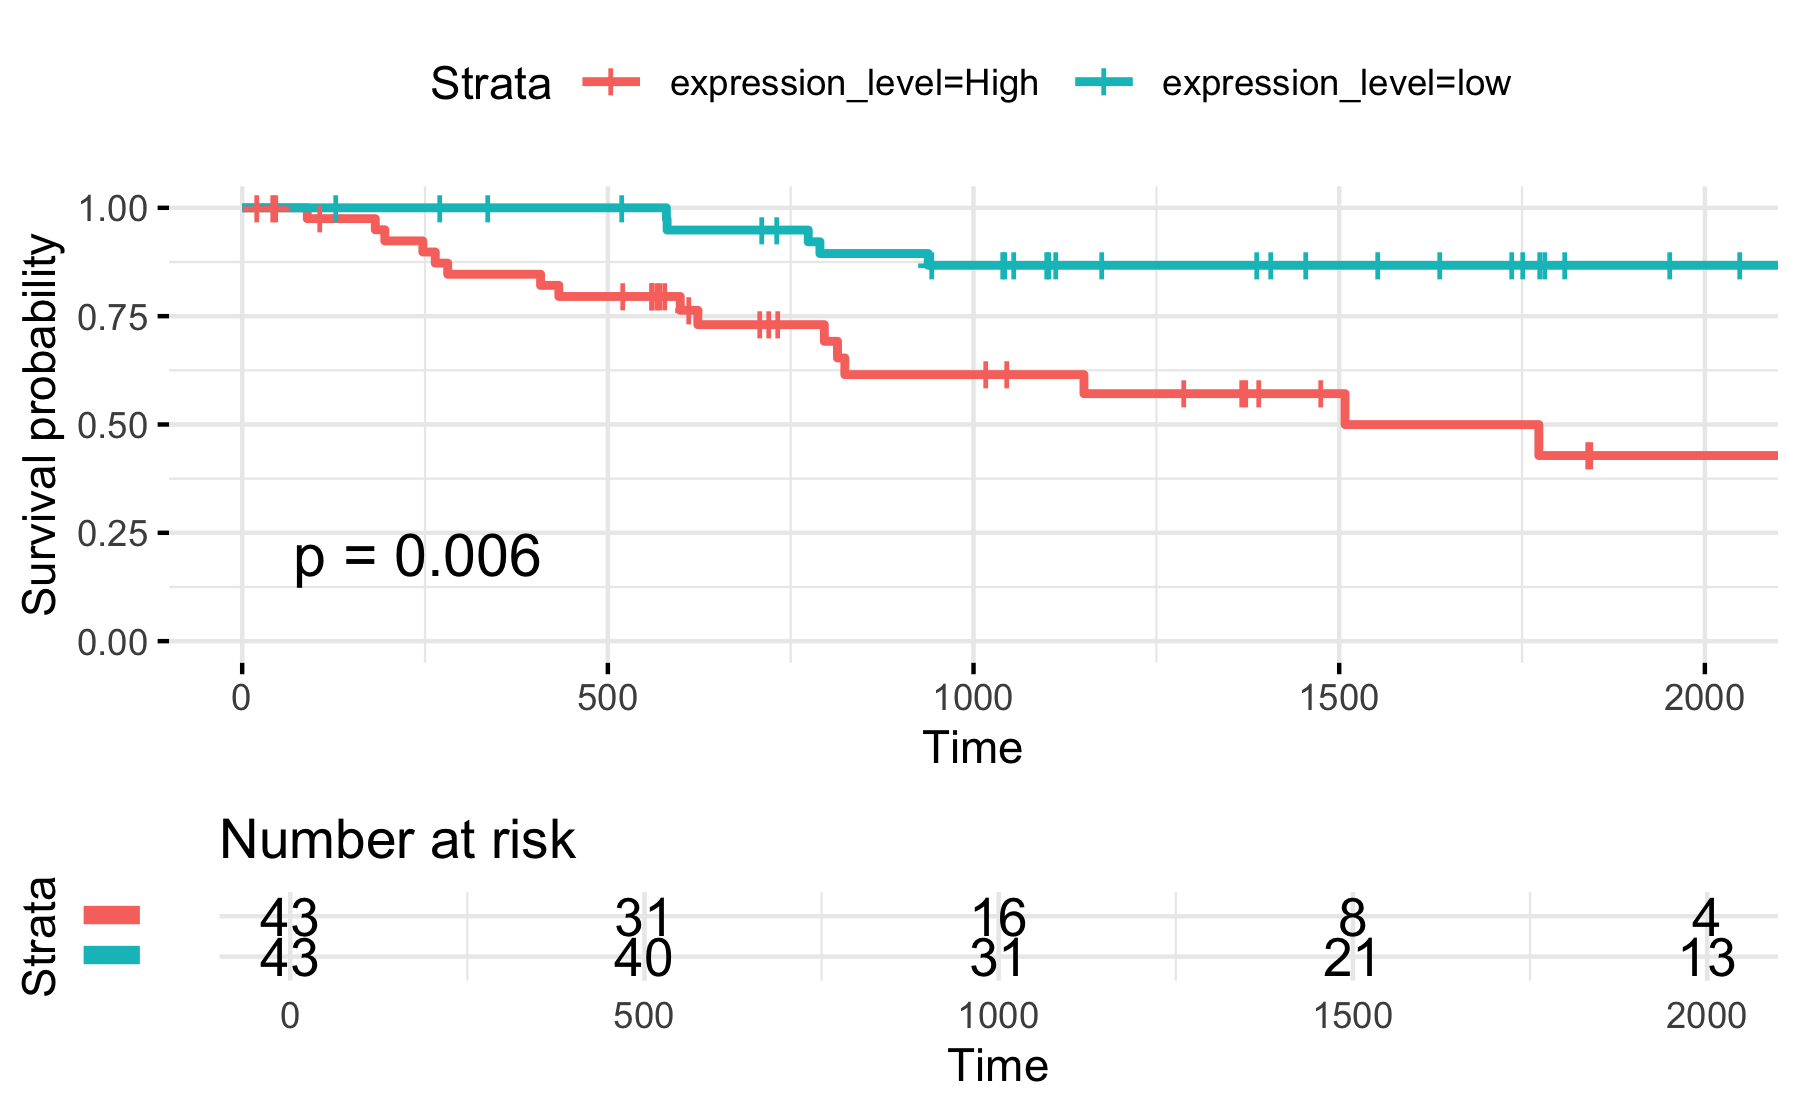 Strata expression_level=High expression_level=low
Survival probability
1.00
0.75
0.50
0.25
0.00
p = 0.006
0 500 1000 1500 2000
Time
Number at risk
Strata
43 31 16 8 4
43 40 31 21 13
0 500 1000 1500 2000
Time